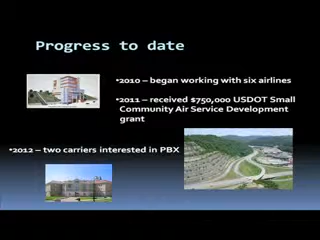 Progress to date
•2010 – began working with six airlines
•2011 – received $750,000 USDOT Small
Community Air Service Development
grant
•2012 – two carriers interested in PBX